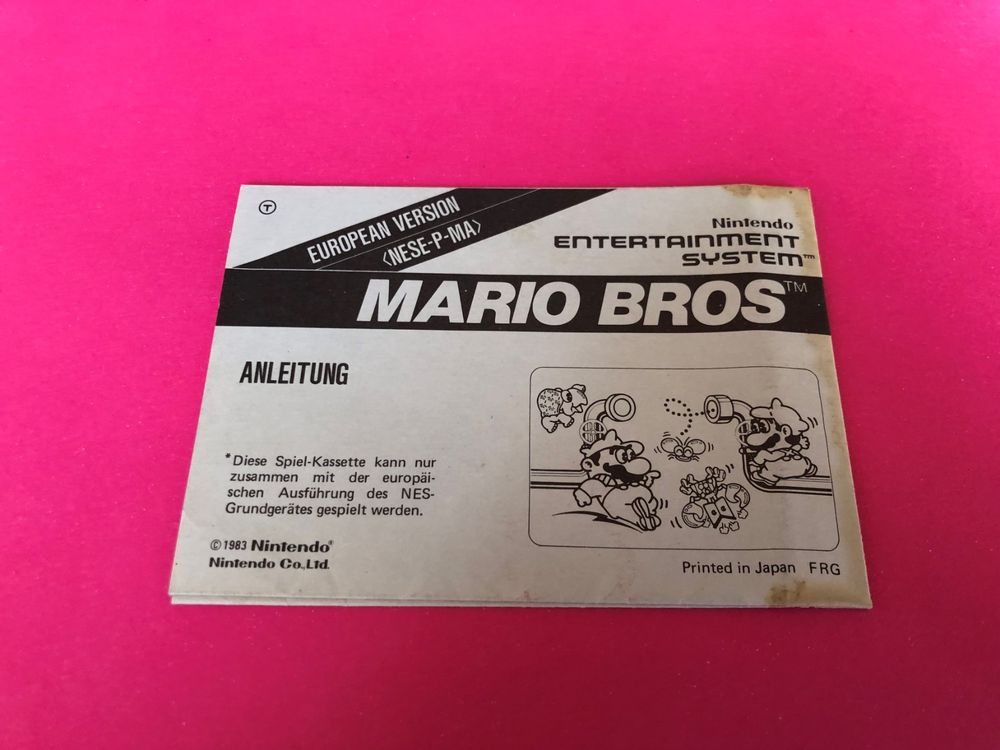 T
EUROPEAN VERSION
<NESE-P-MA>
Nintendo
ENTERTAINMENT
SYSTEM™
MARIO BROS™
ANLEITUNG
*Diese Spiel-Kassette kann nur
zusammen mit der europäi-
schen Ausführung des NES-
Grundgerätes gespielt werden.
© 1983 Nintendo®
Nintendo Co.,Ltd.
Printed in Japan FRG